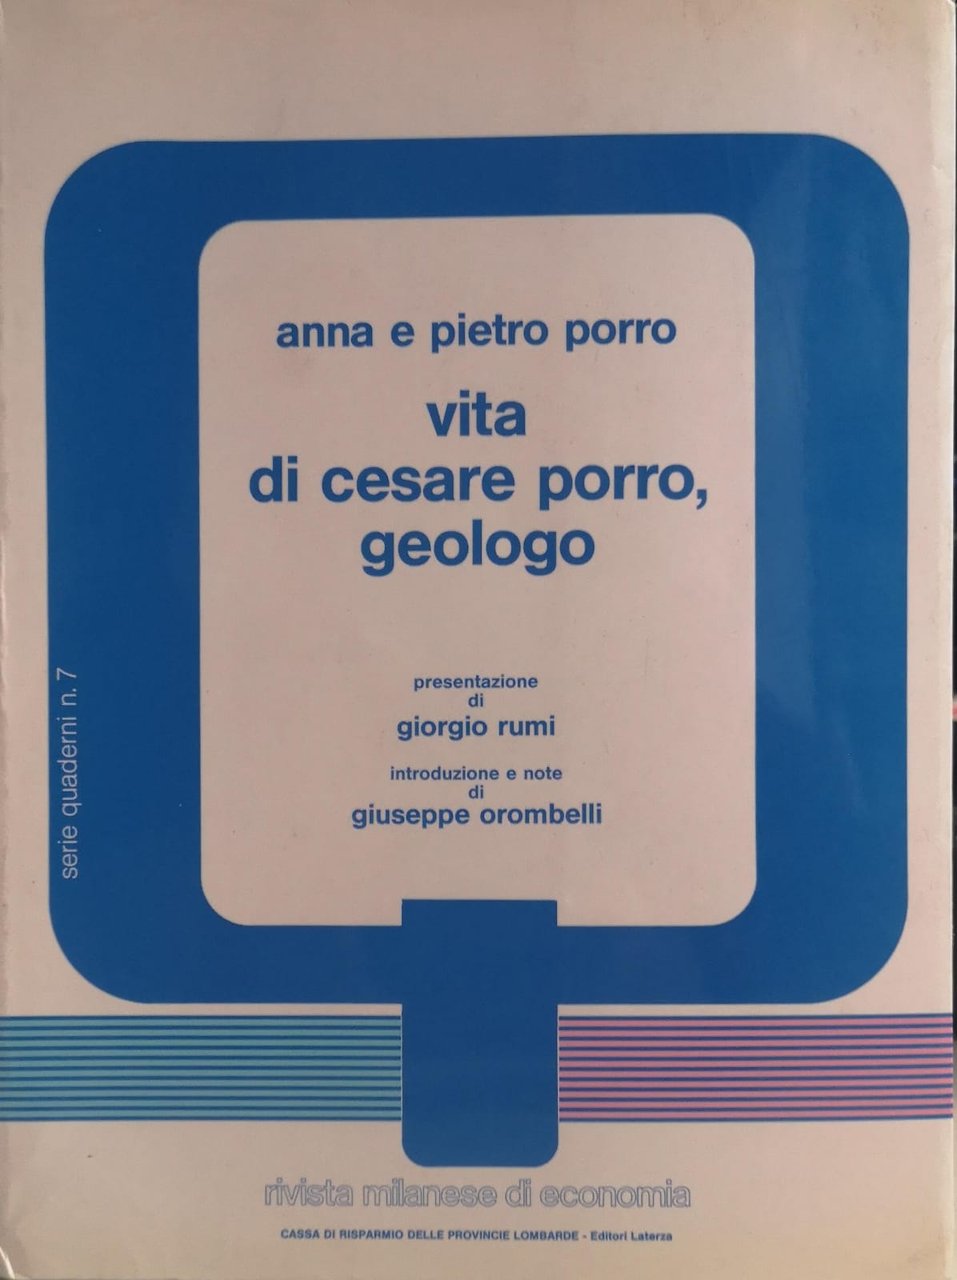 anna e pietro porro
vita
di cesare porro,
geologo
presentazione
di
giorgio rumi
introduzione e note
di
giuseppe orombelli
serie quaderni n. 7
rivista milanese di economia
CASSA DI RISPARMIO DELLE PROVINCIE LOMBARDE - Editori Laterza